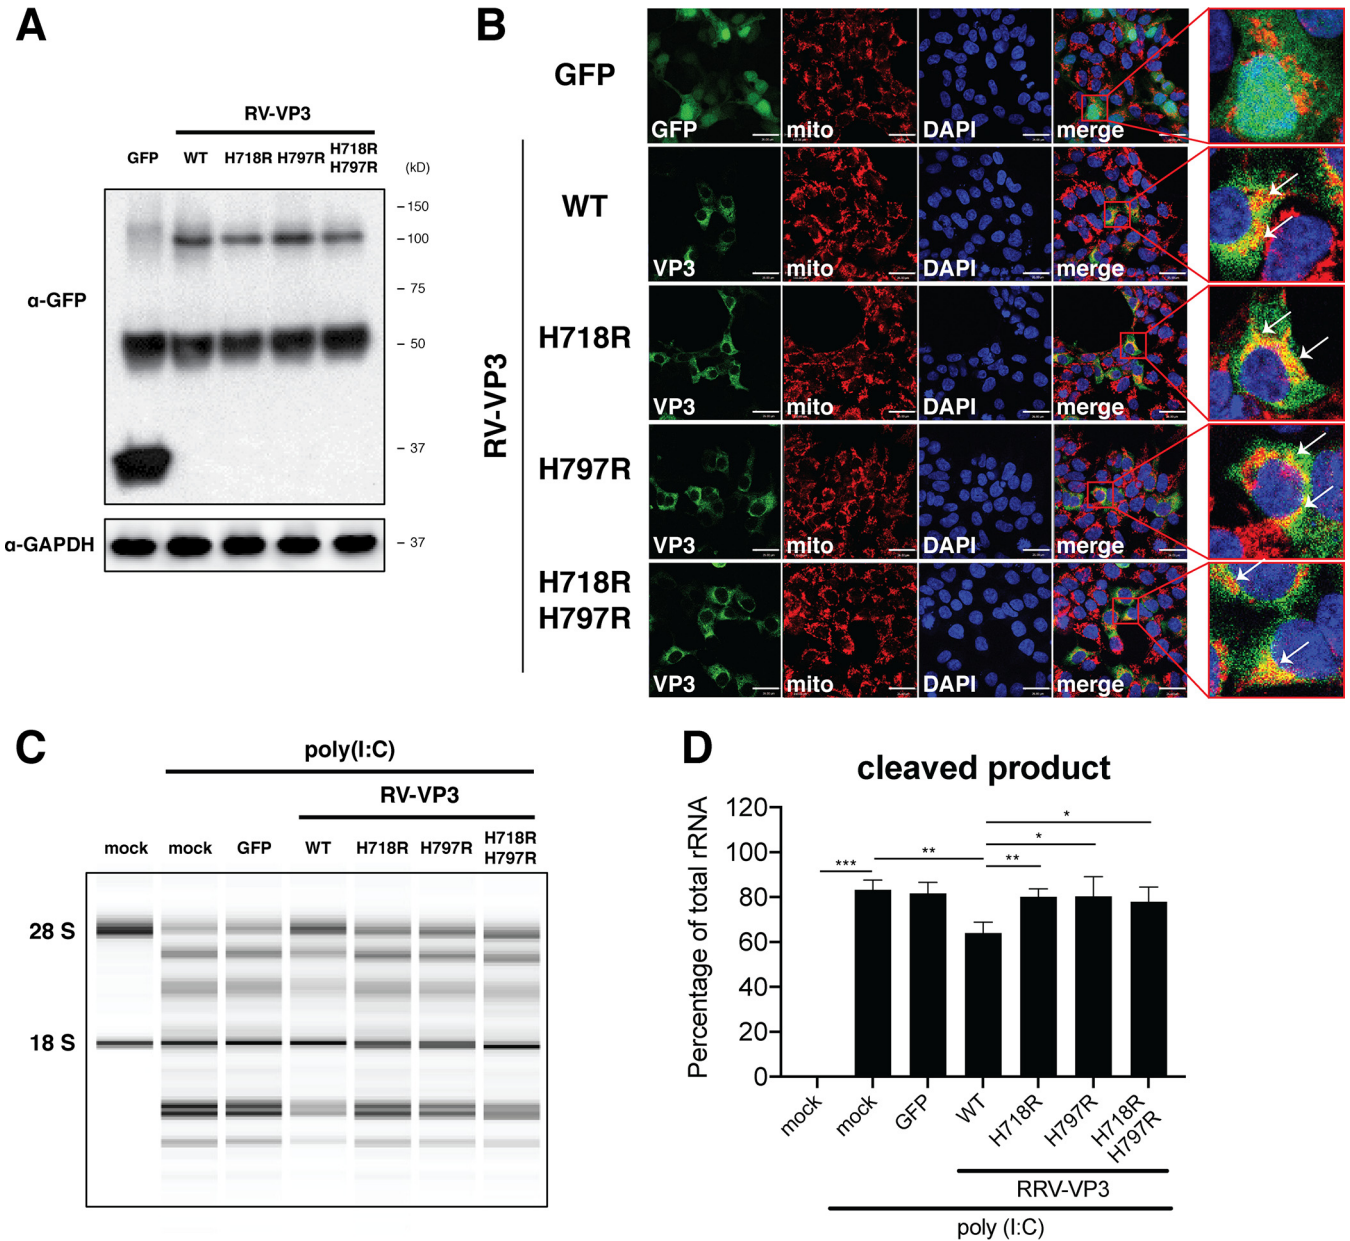 A
RV-VP3
GFP WT H718R H797R H718R
H797R
(kD)
– 150
– 100
– 75
α-GFP
– 50
– 37
α-GAPDH
– 37
B
GFP
GFP mito DAPI merge
RV-VP3
WT
VP3 mito DAPI merge
H718R
VP3 mito DAPI merge
H797R
VP3 mito DAPI merge
H718R
H797R
VP3 mito DAPI merge
C
poly(I:C)
RV-VP3
mock mock GFP WT H718R H797R H718R
H797R
28 S
18 S
D
cleaved product
Percentage of total rRNA
120
100
80
60
40
20
0
*
*
*** ** **
mock mock GFP WT H718R H797R H718R
H797R
RRV-VP3
poly (I:C)